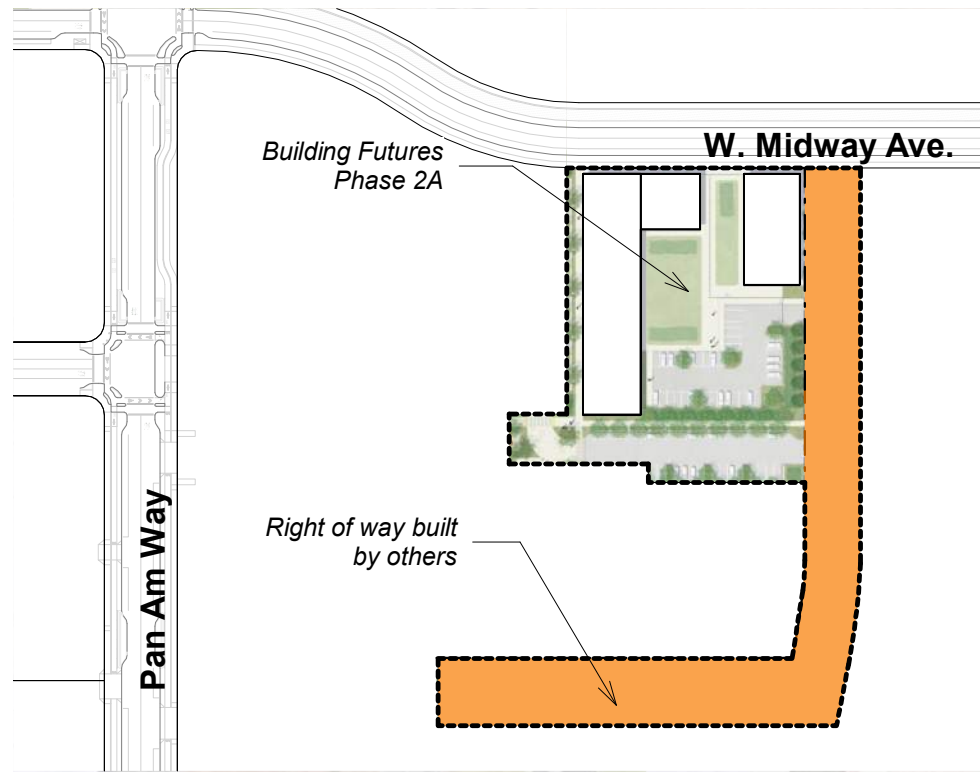 W. Midway Ave.
Building Futures
Phase 2A
Right of way built
by others
Pan Am Way